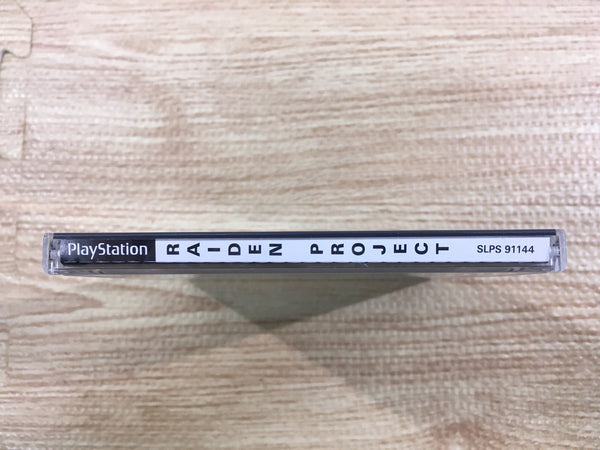 PlayStation RAIDEN PROJECT SLPS 91144